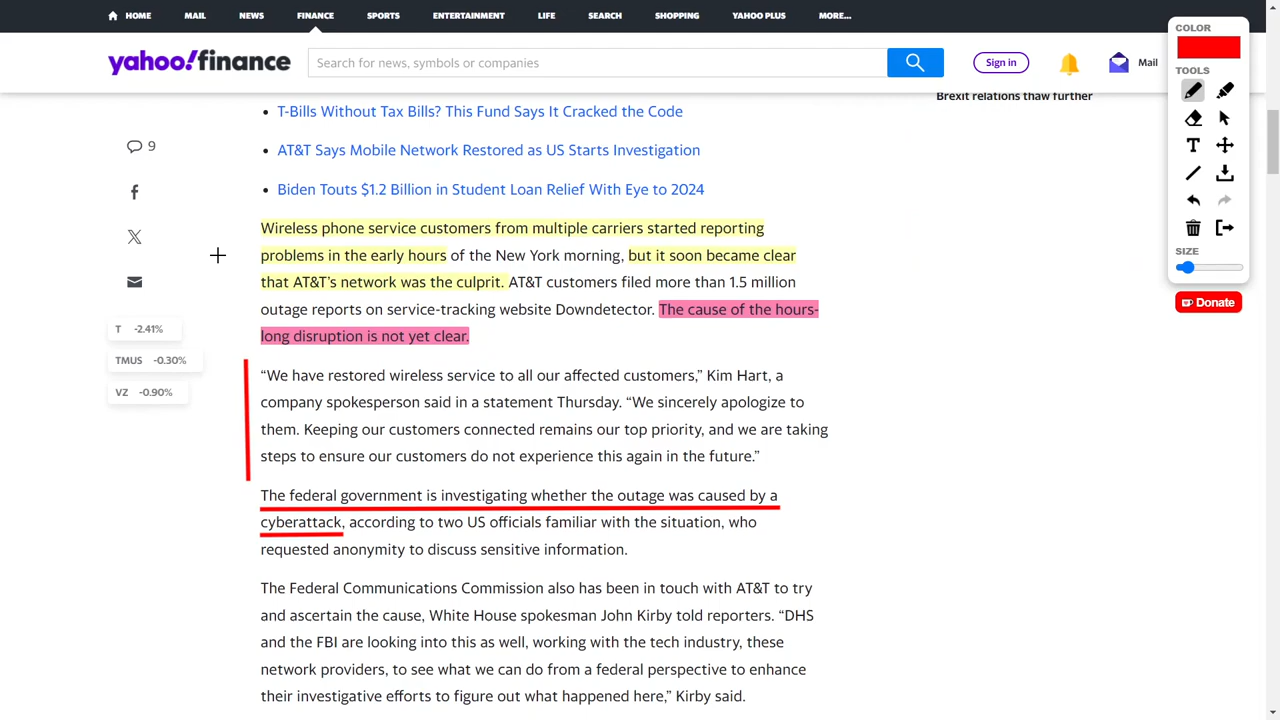 HOME MAIL NEWS FINANCE SPORTS ENTERTAINMENT LIFE SEARCH SHOPPING YAHOO PLUS MORE...
yahoo!finance
Search for news, symbols or companies
Sign in
Mail
COLOR
TOOLS
T
SIZE
Donate
Brexit relations thaw further
• T-Bills Without Tax Bills? This Fund Says It Cracked the Code
• AT&T Says Mobile Network Restored as US Starts Investigation
• Biden Touts $1.2 Billion in Student Loan Relief With Eye to 2024
9
T -2.41%
TMUS -0.30%
VZ -0.90%
Wireless phone service customers from multiple carriers started reporting
problems in the early hours of the New York morning, but it soon became clear
that AT&T’s network was the culprit. AT&T customers filed more than 1.5 million
outage reports on service-tracking website Downdetector. The cause of the hours-
long disruption is not yet clear.
“We have restored wireless service to all our affected customers,” Kim Hart, a
company spokesperson said in a statement Thursday. “We sincerely apologize to
them. Keeping our customers connected remains our top priority, and we are taking
steps to ensure our customers do not experience this again in the future.”
The federal government is investigating whether the outage was caused by a
cyberattack, according to two US officials familiar with the situation, who
requested anonymity to discuss sensitive information.
The Federal Communications Commission also has been in touch with AT&T to try
and ascertain the cause, White House spokesman John Kirby told reporters. “DHS
and the FBI are looking into this as well, working with the tech industry, these
network providers, to see what we can do from a federal perspective to enhance
their investigative efforts to figure out what happened here,” Kirby said.